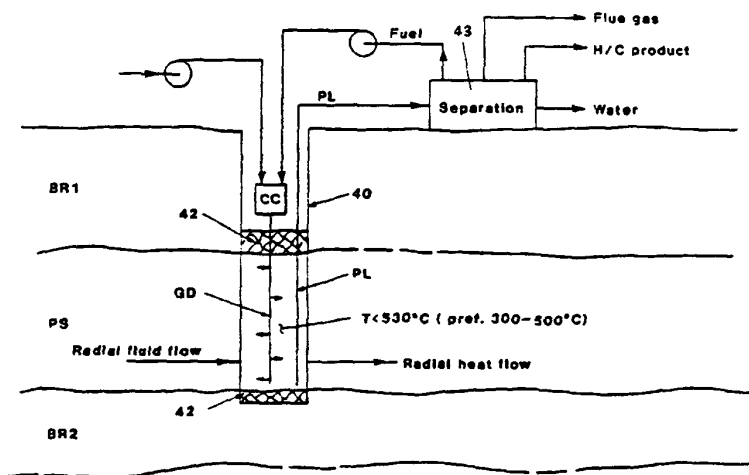 Flue gas
Fuel
43
H/C product
PL
Separation
Water
BR1
CC
40
42
PL
GD
T<530°C ( pref. 300-500°C)
PS
Radial fluid flow
Radial heat flow
42
BR2